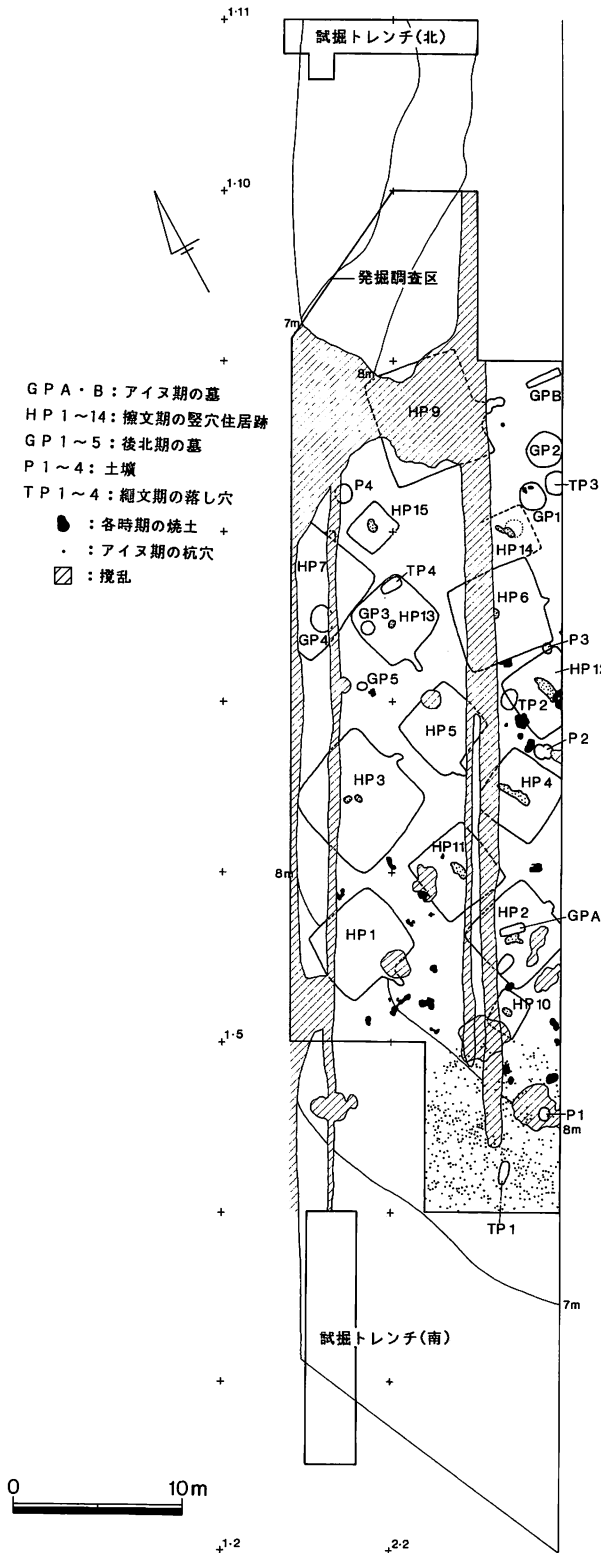 1·11
試掘トレンチ(北)
1·10
発掘調査区
7m
8m
GPA・B：アイヌ期の墓
HP1～14：擦文期の竪穴住居跡
GP1～5：後北期の墓
P1～4：土壙
TP1～4：縄文期の落し穴
：各時期の焼土
：アイヌ期の杭穴
：撹乱
HP9
GPB
GP2
TP3
P4
GP1
HP15
HP14
HP7
TP4
HP6
GP3
HP13
GP4
P3
HP12
GP5
TP2
HP5
P2
HP3
HP4
HP11
8m
HP2
GPA
HP1
HP10
1·5
P1
8m
TP1
7m
試掘トレンチ(南)
0
10m
1·2
2·2